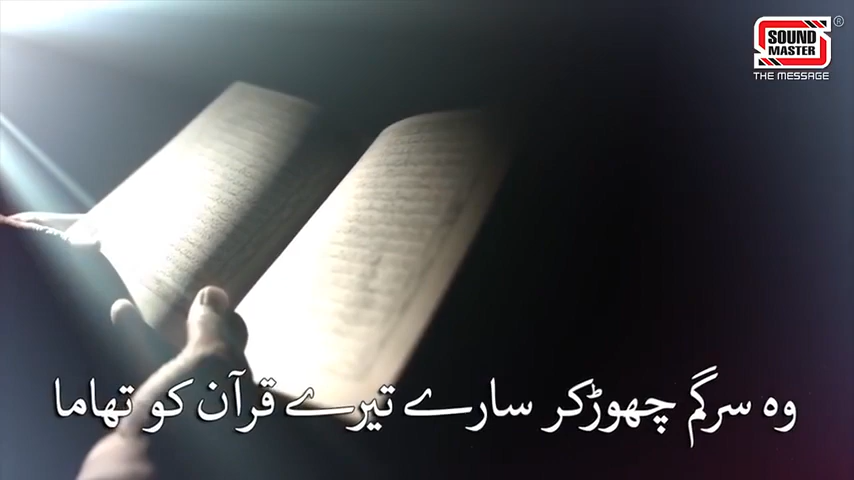 SOUND
MASTER
®
THE MESSAGE
وہ سرگم چھوڑکر سارے تیرے قرآن کو تھاما